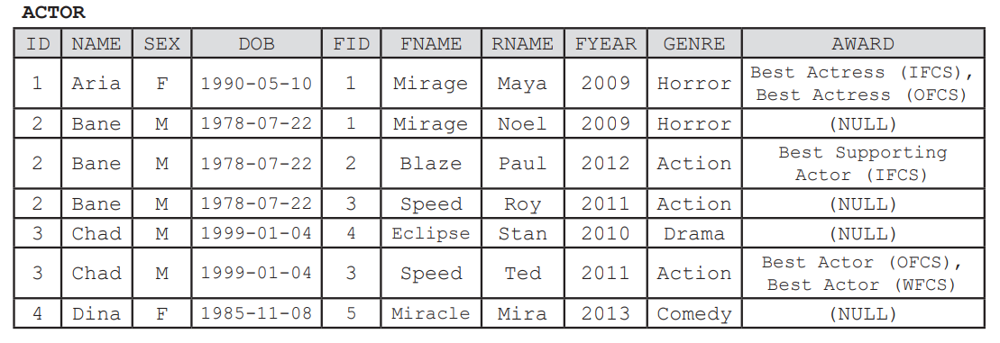 ACTOR
ID NAME SEX DOB FID FNAME RNAME FYEAR GENRE AWARD
1 Aria F 1990-05-10 1 Mirage Maya 2009 Horror Best Actress (IFCS),
Best Actress (OFCS)
2 Bane M 1978-07-22 1 Mirage Noel 2009 Horror (NULL)
2 Bane M 1978-07-22 2 Blaze Paul 2012 Action Best Supporting
Actor (IFCS)
2 Bane M 1978-07-22 3 Speed Roy 2011 Action (NULL)
3 Chad M 1999-01-04 4 Eclipse Stan 2010 Drama (NULL)
3 Chad M 1999-01-04 3 Speed Ted 2011 Action Best Actor (OFCS),
Best Actor (WFCS)
4 Dina F 1985-11-08 5 Miracle Mira 2013 Comedy (NULL)